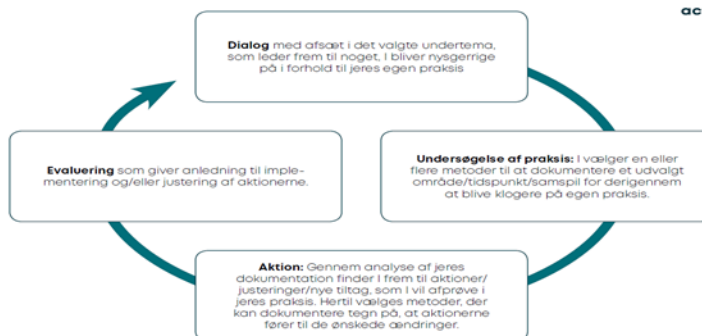 ac
Dialog med afsæt i det valgte undertema,
som leder frem til noget, I bliver nysgerrige
på i forhold til jeres egen praksis
Undersøgelse af praksis: I vælger en eller
flere metoder til at dokumentere et udvalgt
område/tidspunkt/samspil for derigennem
at blive klogere på egen praksis.
Evaluering som giver anledning til imple-
mentering og/eller justering af aktionerne.
Aktion: Gennem analyse af jeres
dokumentation finder I frem til aktioner/
justeringer/nye tiltag, som I vil afprøve i
jeres praksis. Hertil vælges metoder, der
kan dokumentere tegn på, at aktionerne
fører til de ønskede ændringer.